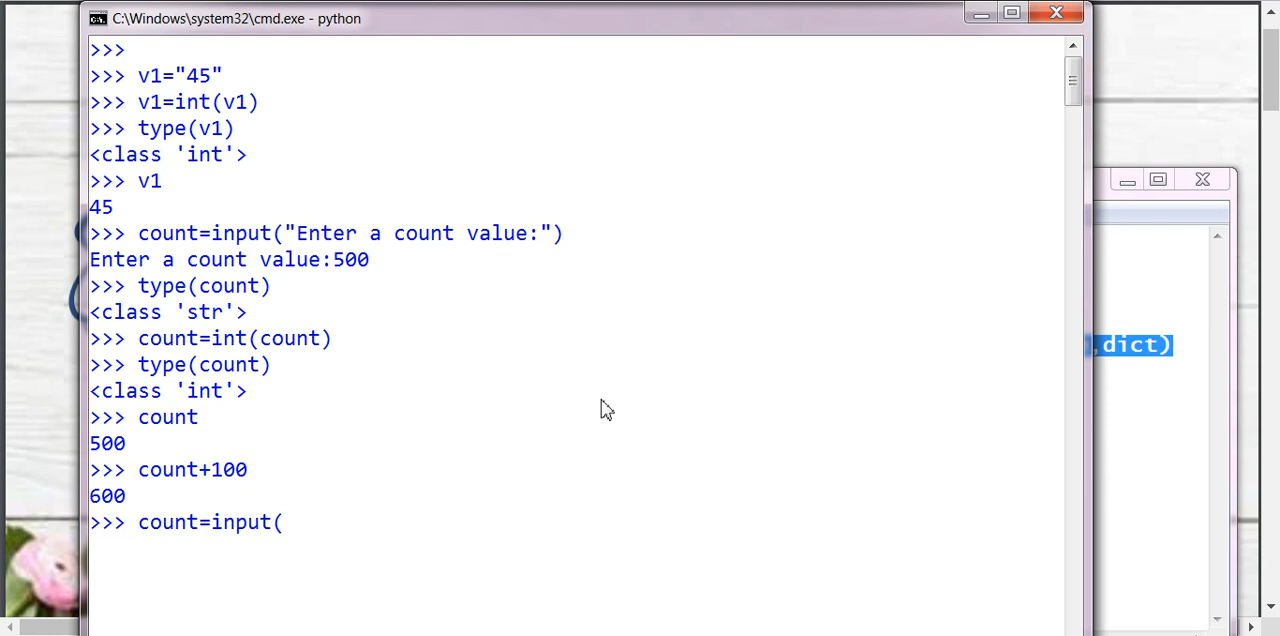 C:\Windows\system32\cmd.exe - python
>>>
>>> v1="45"
>>> v1=int(v1)
>>> type(v1)
<class 'int'>
>>> v1
45
>>> count=input("Enter a count value:")
Enter a count value:500
>>> type(count)
<class 'str'>
>>> count=int(count)
>>> type(count)
<class 'int'>
>>> count
500
>>> count+100
600
>>> count=input(
,dict)